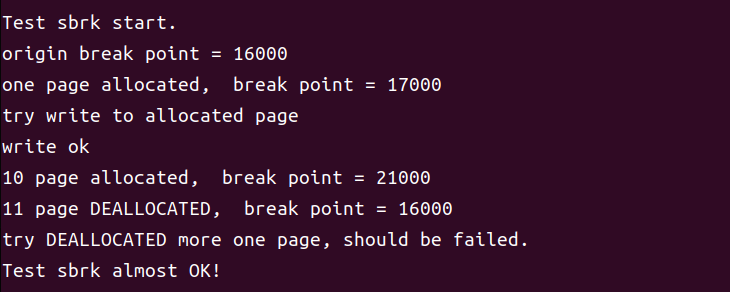 Test sbrk start.
origin break point = 16000
one page allocated,  break point = 17000
try write to allocated page
write ok
10 page allocated,  break point = 21000
11 page DEALLOCATED,  break point = 16000
try DEALLOCATED more one page, should be failed.
Test sbrk almost OK!